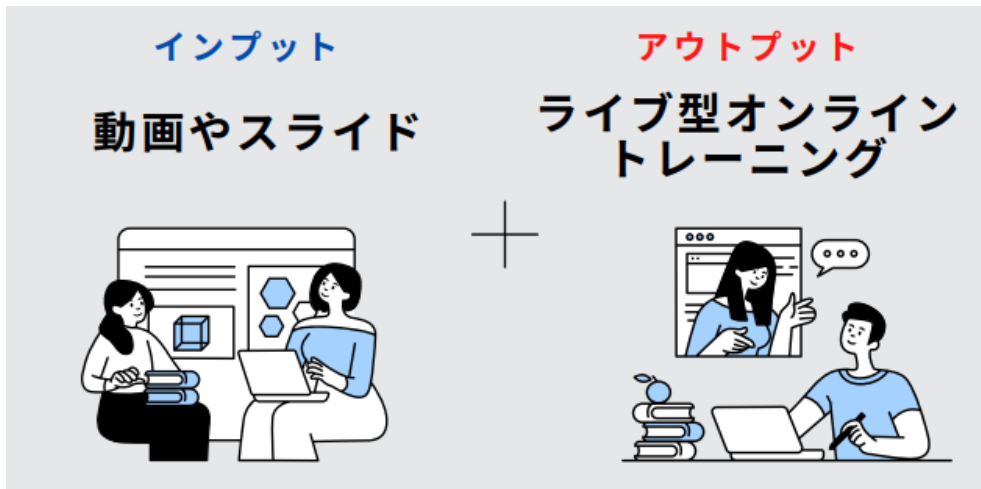 インプット
動画やスライド
アウトプット
ライブ型オンライン
トレーニング